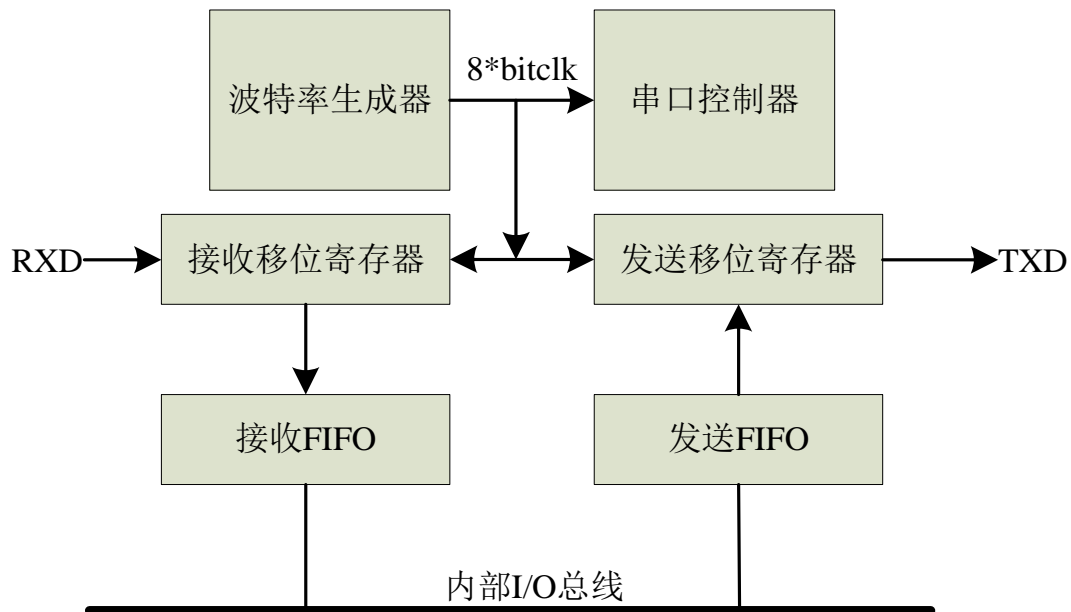 8*bitclk
波特率生成器
串口控制器
RXD
接收移位寄存器
发送移位寄存器
TXD
接收FIFO
发送FIFO
内部I/O总线